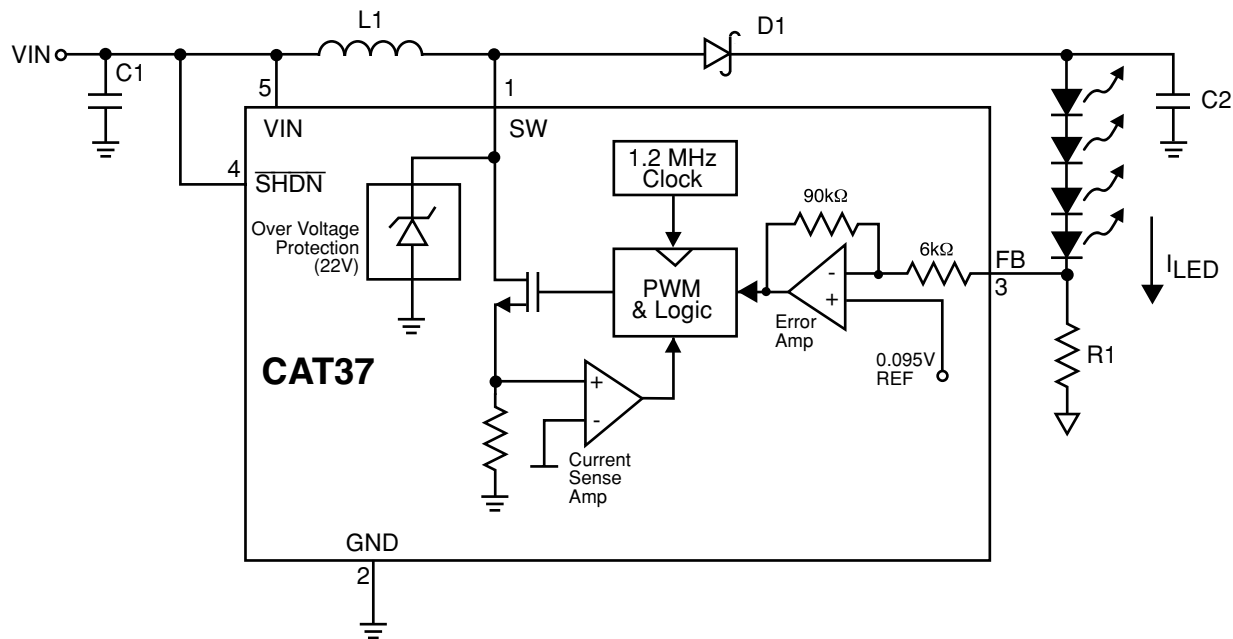 L1
D1
VIN
C1
5
1
C2
VIN
SW
4
SHDN
1.2 MHz
Clock
90kΩ
Over Voltage
Protection
(22V)
6kΩ
FB
3
I_LED
PWM
& Logic
-
+
Error
Amp
R1
CAT37
0.095V
REF
+
-
Current
Sense
Amp
GND
2